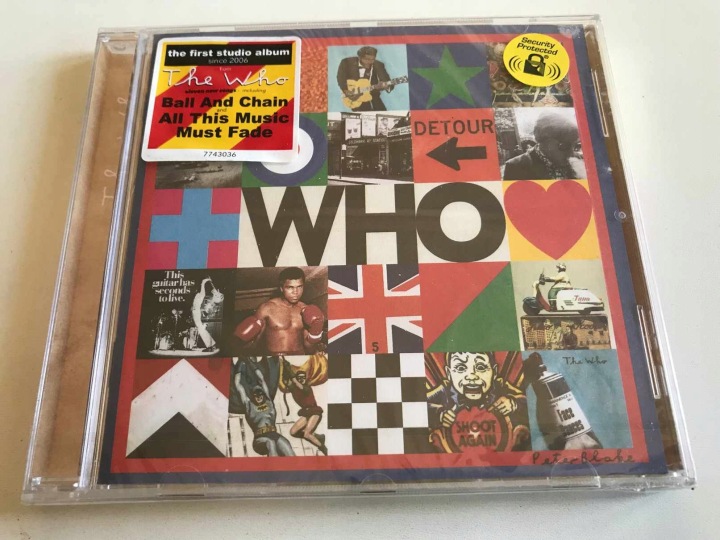 the first studio album
since 2006
from
The Who
eleven new songs including
Ball And Chain
and
All This Music
Must Fade
7743036
Security
Protected
DETOUR
WHO
This
guitar has
seconds
to live.
5
The Who
SHOOT
AGAIN
Peter Blake